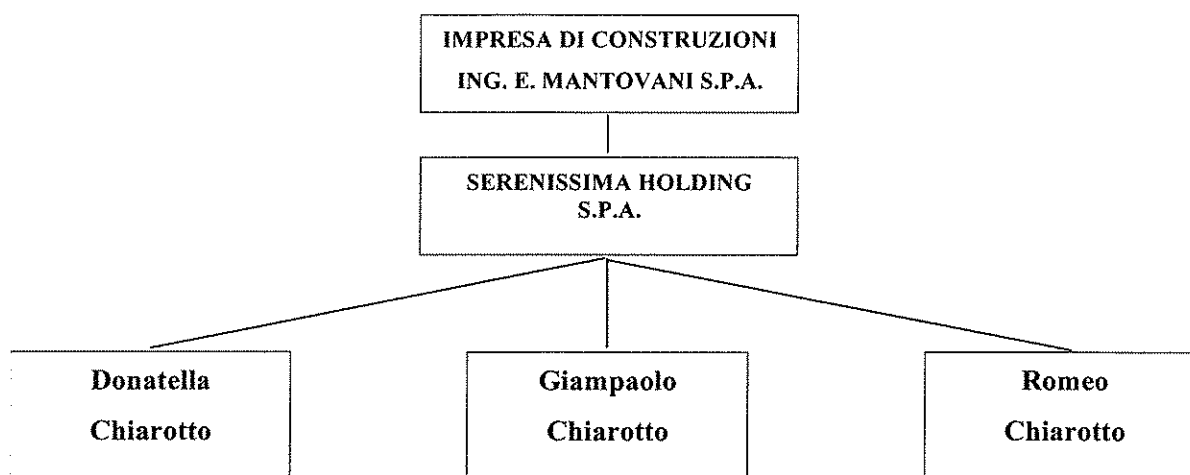 IMPRESA DI CONSTRUZIONI
ING. E. MANTOVANI S.P.A.
SERENISSIMA HOLDING
S.P.A.
Donatella
Chiarotto
Giampaolo
Chiarotto
Romeo
Chiarotto